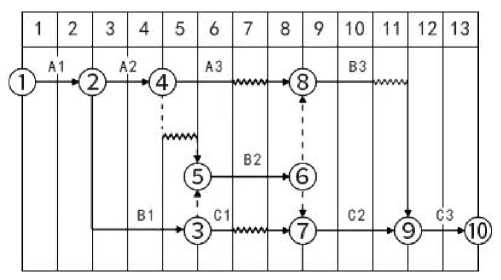 1 2 3 4 5 6 7 8 9 10 11 12 13
A1 A2 A3 B3
① ② ④ ⑧
B2
⑤ ⑥
B1 C1 C2 C3
③ ⑦ ⑨ ⑩